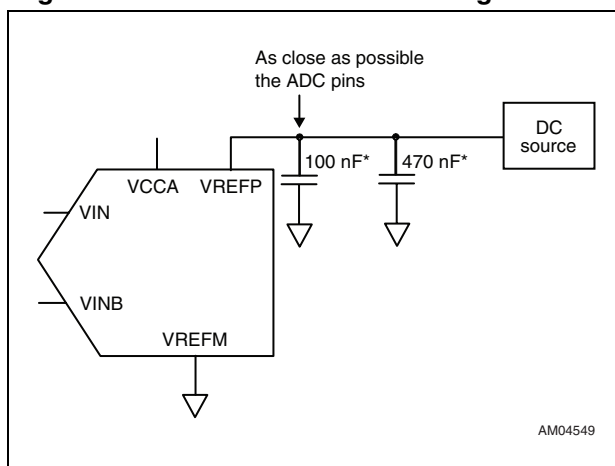 As close as possible
the ADC pins
DC
source
100 nF*
470 nF*
VCCA
VREFP
VIN
VINB
VREFM
AM04549